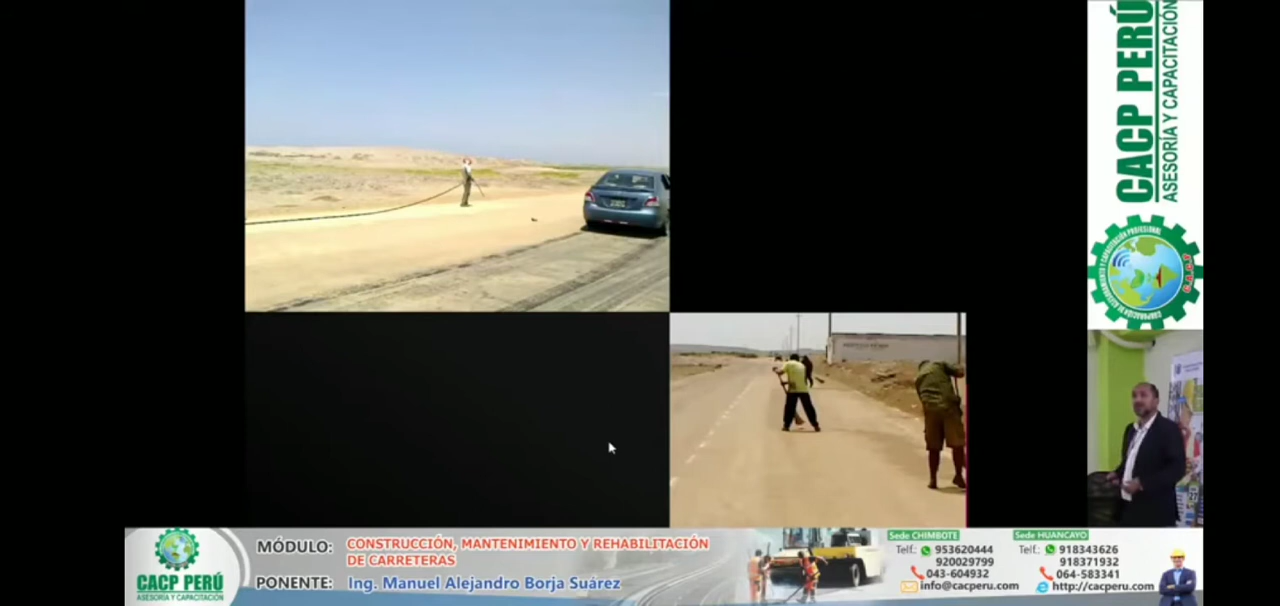 CACP PERÚ
ASESORÍA Y CAPACITACIÓN
CACP PERÚ
ASESORÍA Y CAPACITACIÓN
MÓDULO: CONSTRUCCIÓN, MANTENIMIENTO Y REHABILITACIÓN
DE CARRETERAS
PONENTE: Ing. Manuel Alejandro Borja Suárez
Sede CHIMBOTE
Telf.: 953620444
920029799
043-604932
info@cacperu.com
Sede HUANCAYO
Telf.: 918343626
918371932
064-583341
http://cacperu.com